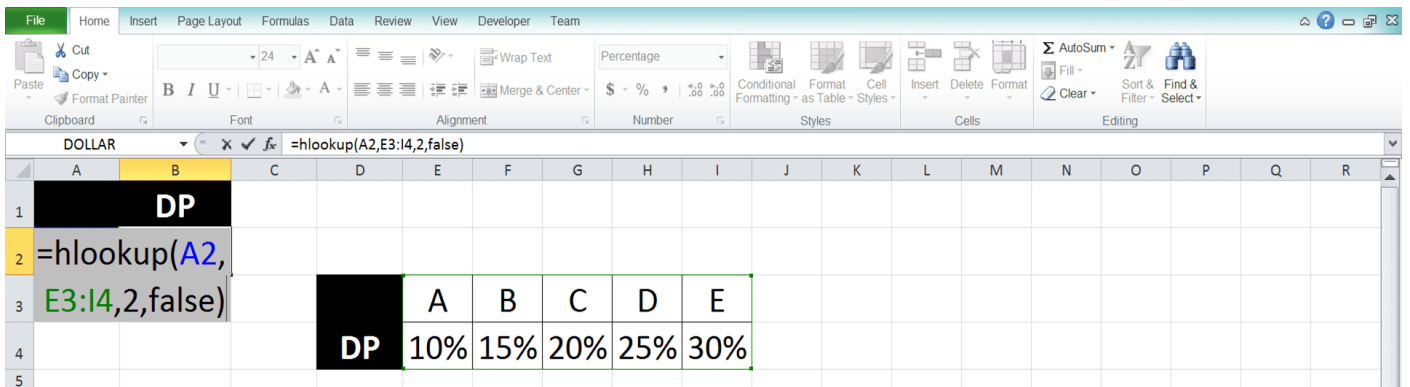 File Home Insert Page Layout Formulas Data Review View Developer Team
Cut
Copy
Format Painter
Paste
Clipboard
24 A A
B I U A
Font
Wrap Text
Merge & Center
Alignment
Percentage
$ % , .00 .00
Number
Conditional Formatting
Format as Table
Cell Styles
Styles
Insert Delete Format
Cells
Σ AutoSum
Fill
Clear
Sort & Filter
Find & Select
Editing
DOLLAR fx =hlookup(A2,E3:I4,2,false)
A B C D E F G H I J K L M N O P Q R
1 DP
2 =hlookup(A2,
3 E3:I4,2,false) A B C D E
4 DP 10% 15% 20% 25% 30%
5